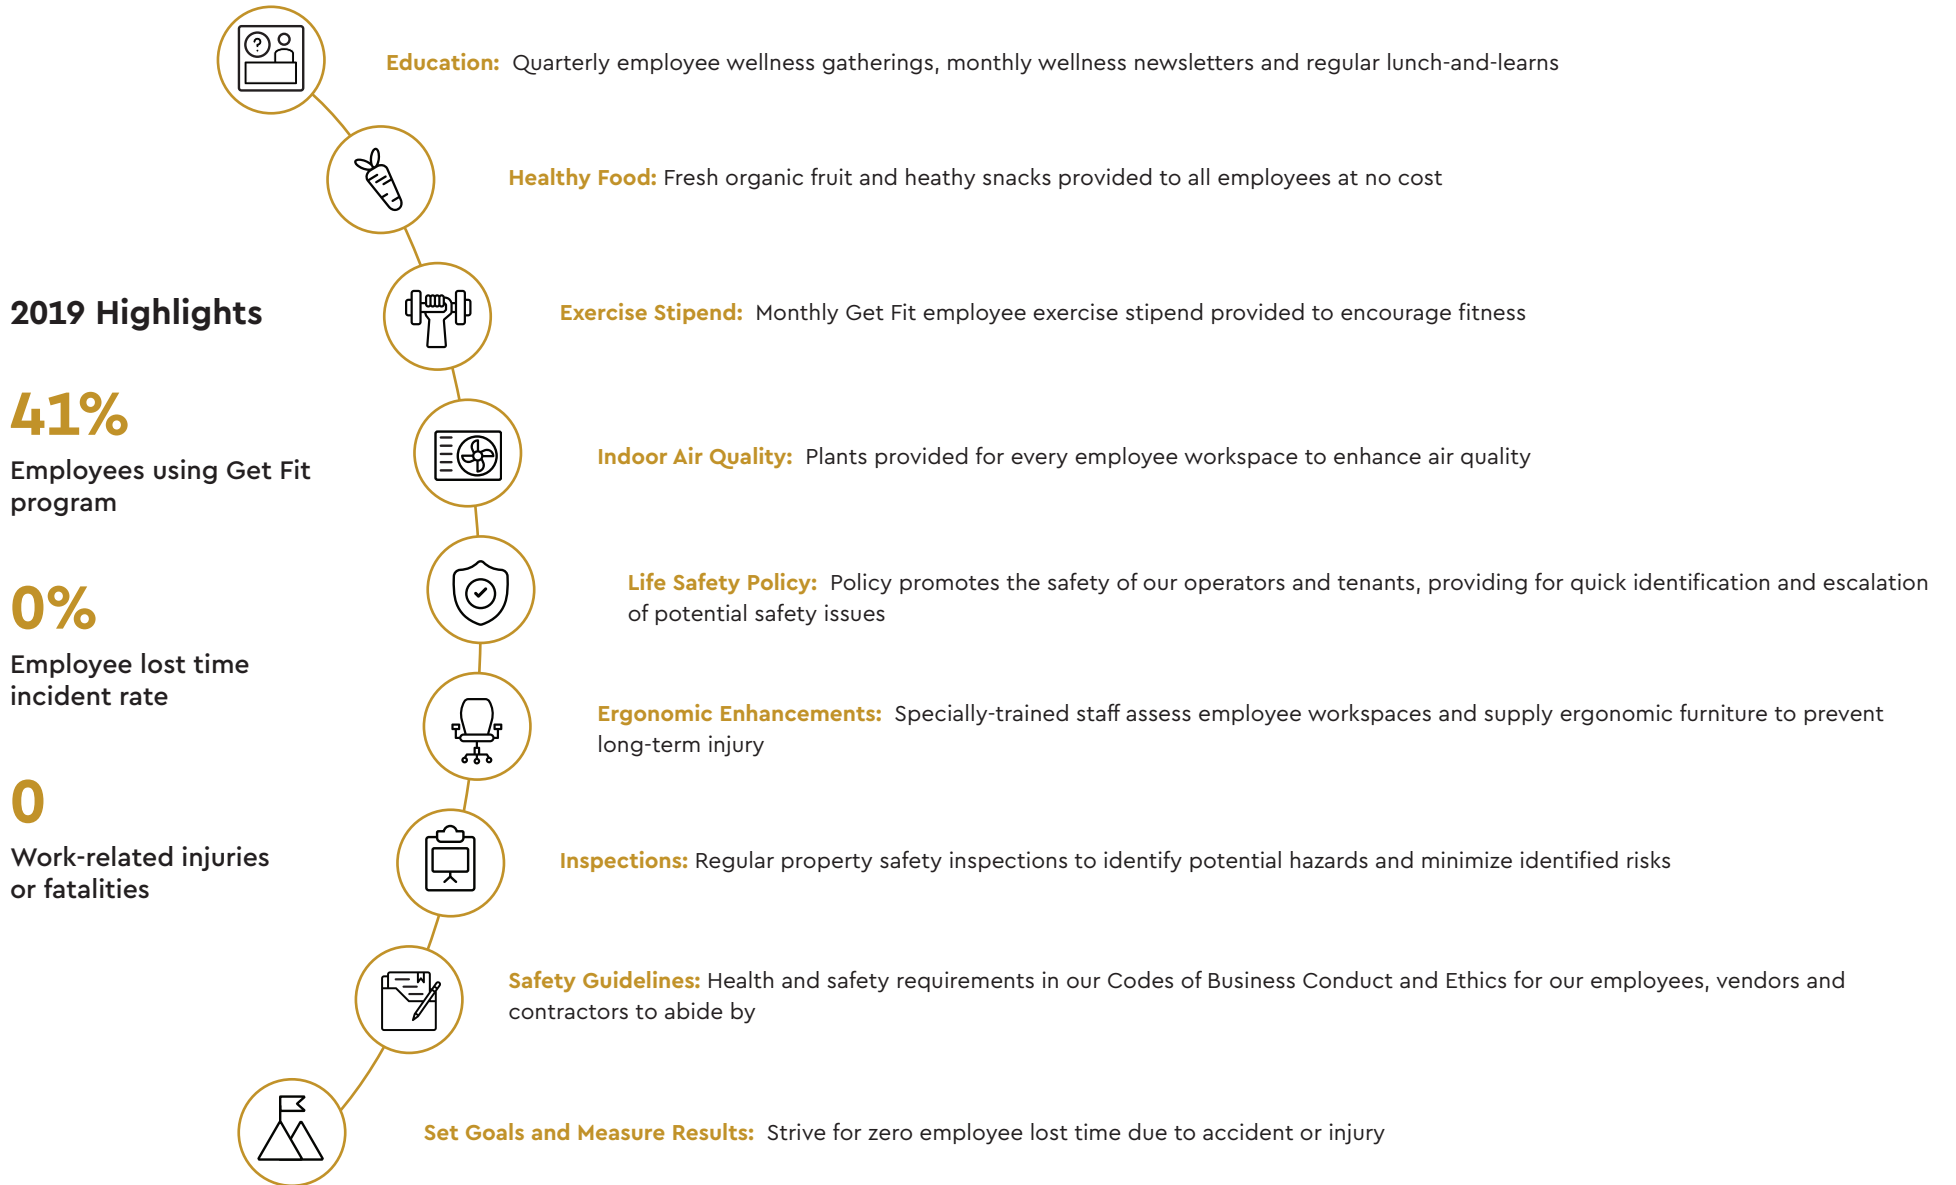 Education: Quarterly employee wellness gatherings, monthly wellness newsletters and regular lunch-and-learns
Healthy Food: Fresh organic fruit and heathy snacks provided to all employees at no cost
2019 Highlights
41%
Employees using Get Fit
program
0%
Employee lost time
incident rate
0
Work-related injuries
or fatalities
Exercise Stipend: Monthly Get Fit employee exercise stipend provided to encourage fitness
Indoor Air Quality: Plants provided for every employee workspace to enhance air quality
Life Safety Policy: Policy promotes the safety of our operators and tenants, providing for quick identification and escalation
of potential safety issues
Ergonomic Enhancements: Specially-trained staff assess employee workspaces and supply ergonomic furniture to prevent
long-term injury
Inspections: Regular property safety inspections to identify potential hazards and minimize identified risks
Safety Guidelines: Health and safety requirements in our Codes of Business Conduct and Ethics for our employees, vendors and
contractors to abide by
Set Goals and Measure Results: Strive for zero employee lost time due to accident or injury